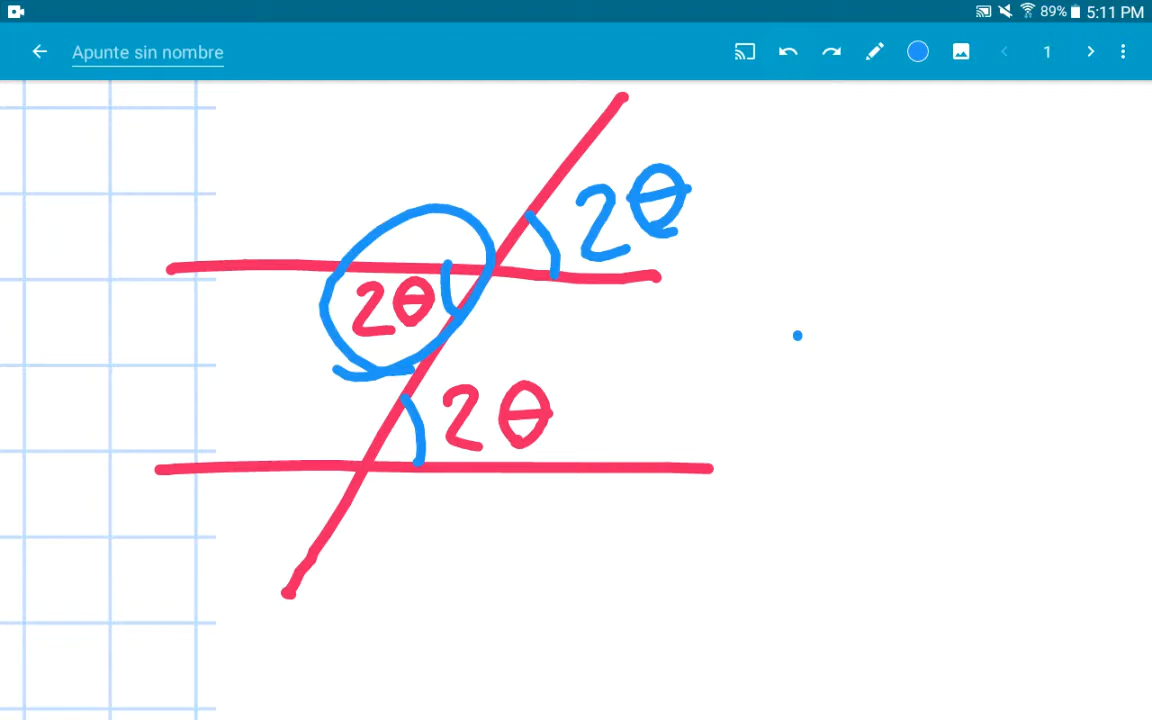 89% 5:11 PM
Apunte sin nombre
1
2θ
2θ
2θ